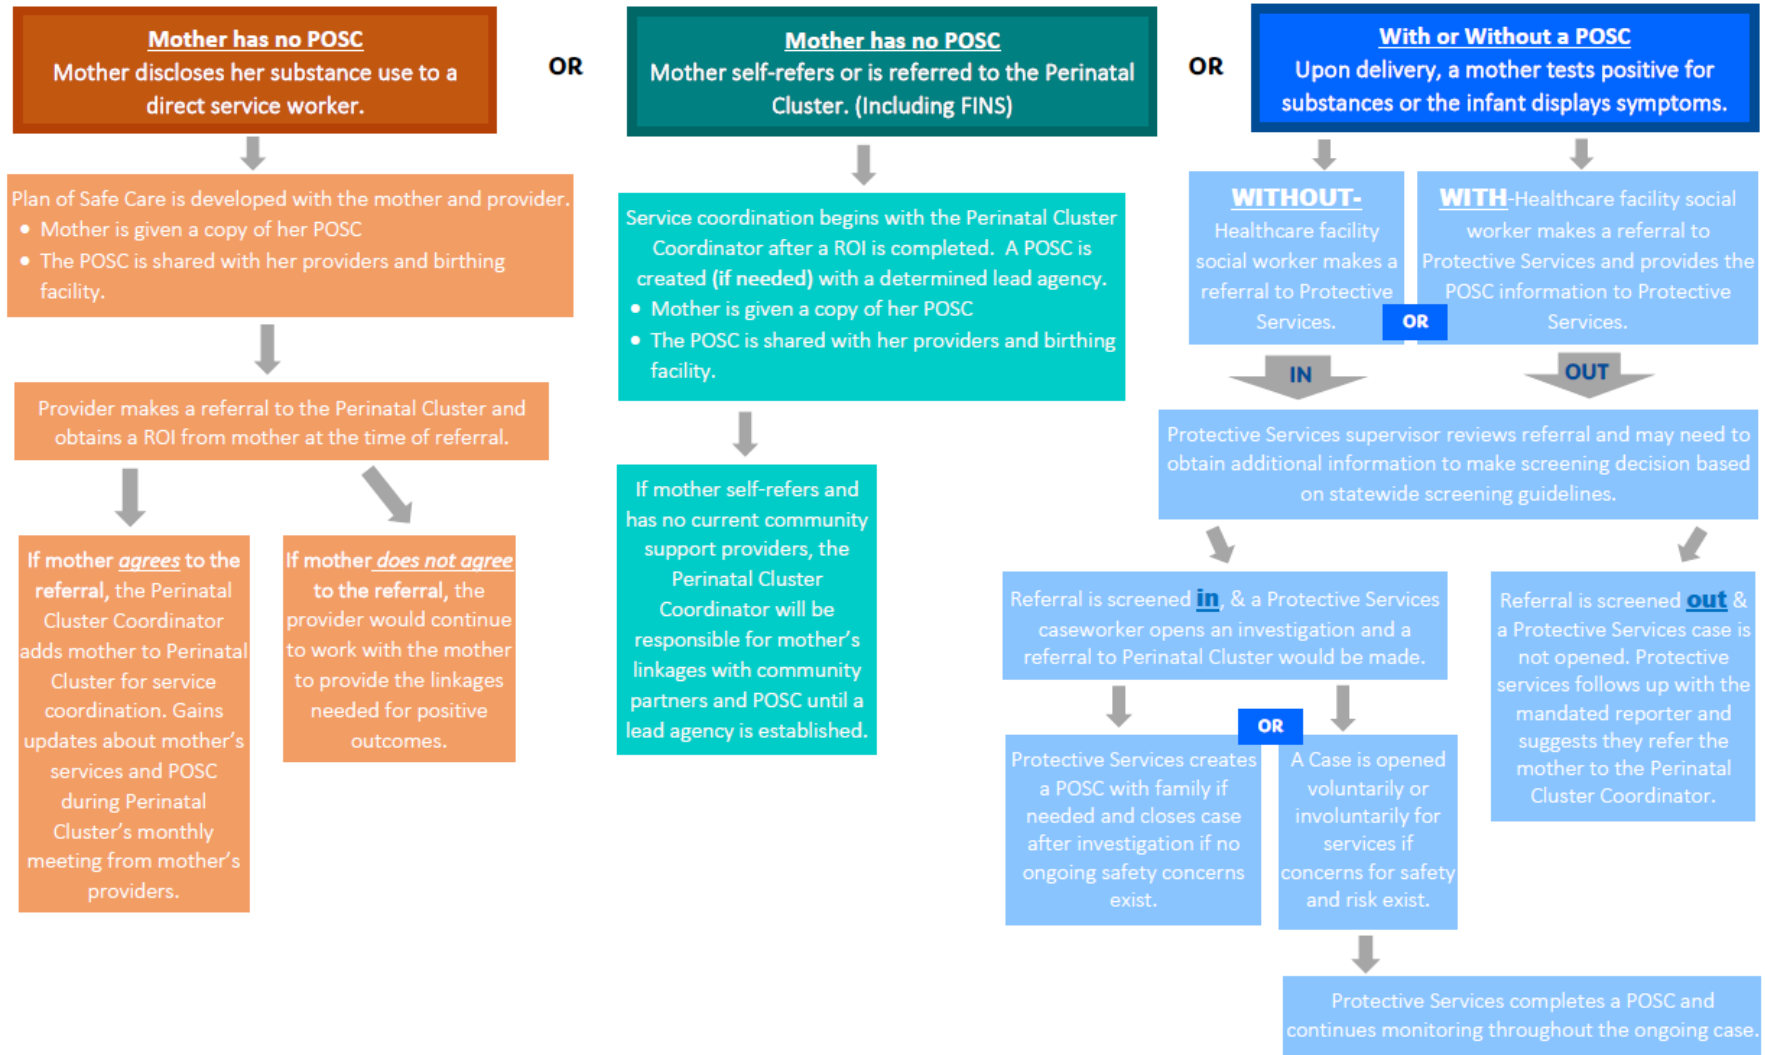 Mother has no POSC
Mother discloses her substance use to a
direct service worker.
OR
Mother has no POSC
Mother self-refers or is referred to the Perinatal
Cluster. (Including FINS)
OR
With or Without a POSC
Upon delivery, a mother tests positive for
substances or the infant displays symptoms.
Plan of Safe Care is developed with the mother and provider.
• Mother is given a copy of her POSC
• The POSC is shared with her providers and birthing
facility.
Provider makes a referral to the Perinatal Cluster and
obtains a ROI from mother at the time of referral.
If mother agrees to the
referral, the Perinatal
Cluster Coordinator
adds mother to Perinatal
Cluster for service
coordination. Gains
updates about mother's
services and POSC
during Perinatal
Cluster's monthly
meeting from mother's
providers.
If mother does not agree
to the referral, the
provider would continue
to work with the mother
to provide the linkages
needed for positive
outcomes.
Service coordination begins with the Perinatal Cluster
Coordinator after a ROI is completed. A POSC is
created (if needed) with a determined lead agency.
• Mother is given a copy of her POSC
• The POSC is shared with her providers and birthing
facility.
If mother self-refers and
has no current community
support providers, the
Perinatal Cluster
Coordinator will be
responsible for mother's
linkages with community
partners and POSC until a
lead agency is established.
WITHOUT-
Healthcare facility
social worker makes a
referral to Protective
Services.
OR
WITH-Healthcare facility social
worker makes a referral to
Protective Services and provides the
POSC information to Protective
Services.
IN
OUT
Protective Services supervisor reviews referral and may need to
obtain additional information to make screening decision based
on statewide screening guidelines.
Referral is screened in, & a Protective Services
caseworker opens an investigation and a
referral to Perinatal Cluster would be made.
Referral is screened out &
a Protective Services case is
not opened. Protective
services follows up with the
mandated reporter and
suggests they refer the
mother to the Perinatal
Cluster Coordinator.
Protective Services creates
a POSC with family if
needed and closes case
after investigation if no
ongoing safety concerns
exist.
OR
A Case is opened
voluntarily or
involuntarily for
services if
concerns for safety
and risk exist.
Protective Services completes a POSC and
continues monitoring throughout the ongoing case.